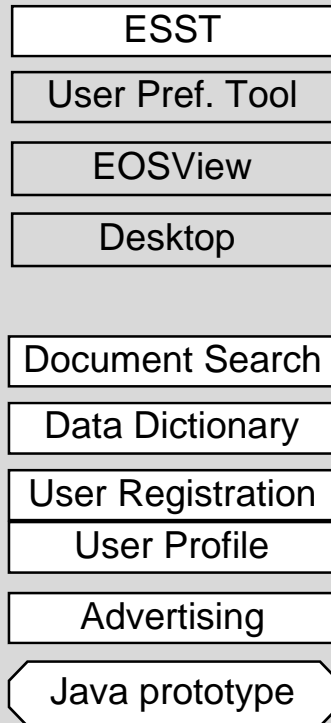 ESST
User Pref. Tool
EOSView
Desktop
Document Search
Data Dictionary
User Registration
User Profile
Advertising
Java prototype